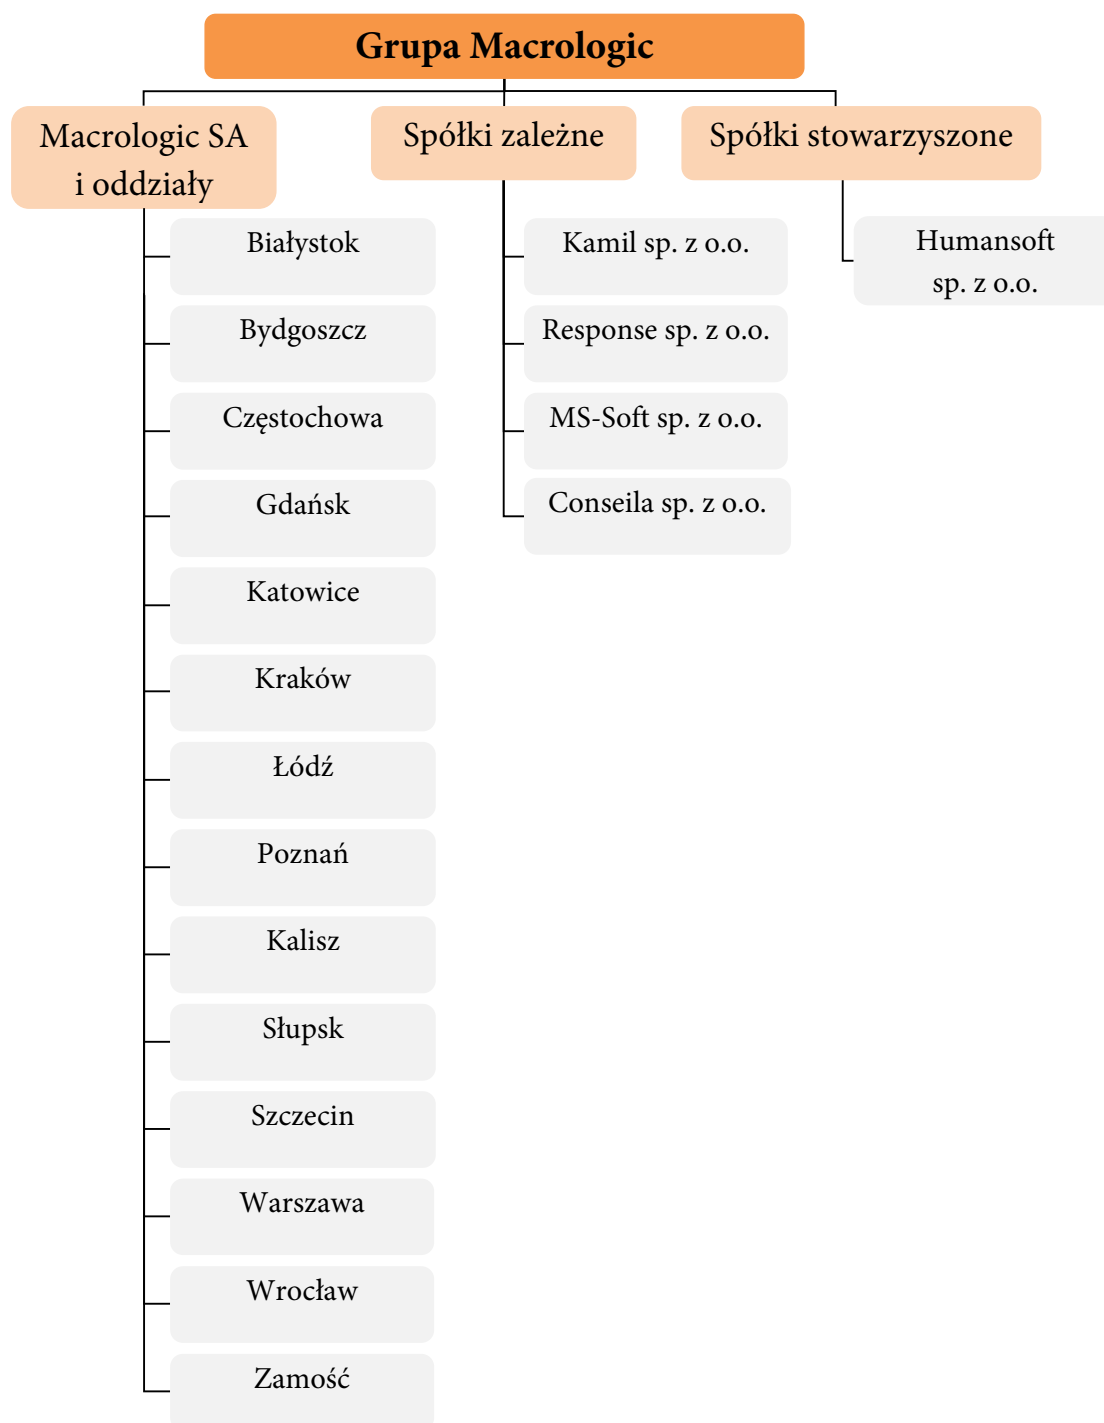 Grupa Macrologic
Macrologic SA
i oddziały
Spółki zależne
Spółki stowarzyszone
Białystok
Bydgoszcz
Częstochowa
Gdańsk
Katowice
Kraków
Łódź
Poznań
Kalisz
Słupsk
Szczecin
Warszawa
Wrocław
Zamość
Kamil sp. z o.o.
Response sp. z o.o.
MS-Soft sp. z o.o.
Conseila sp. z o.o.
Humansoft
sp. z o.o.